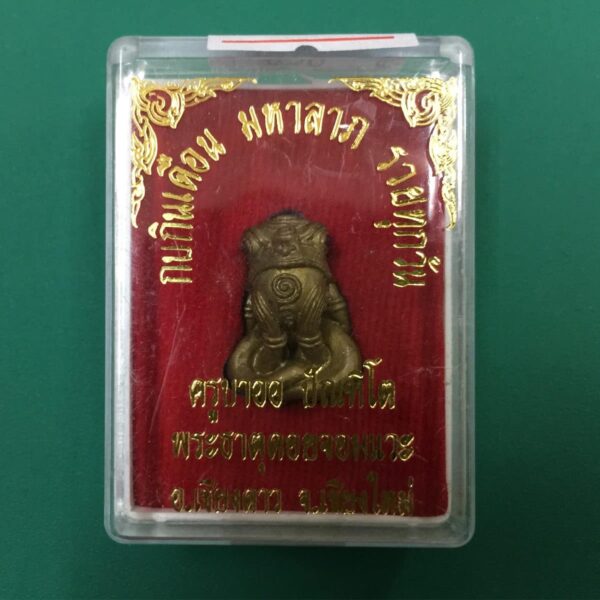 กบกินเดือน มหาลาภ รวยทุกวัน
ครูบาออ ปัณฑิโต
พระธาตุดอยจอมแวะ
อ.เชียงดาว จ.เชียงใหม่